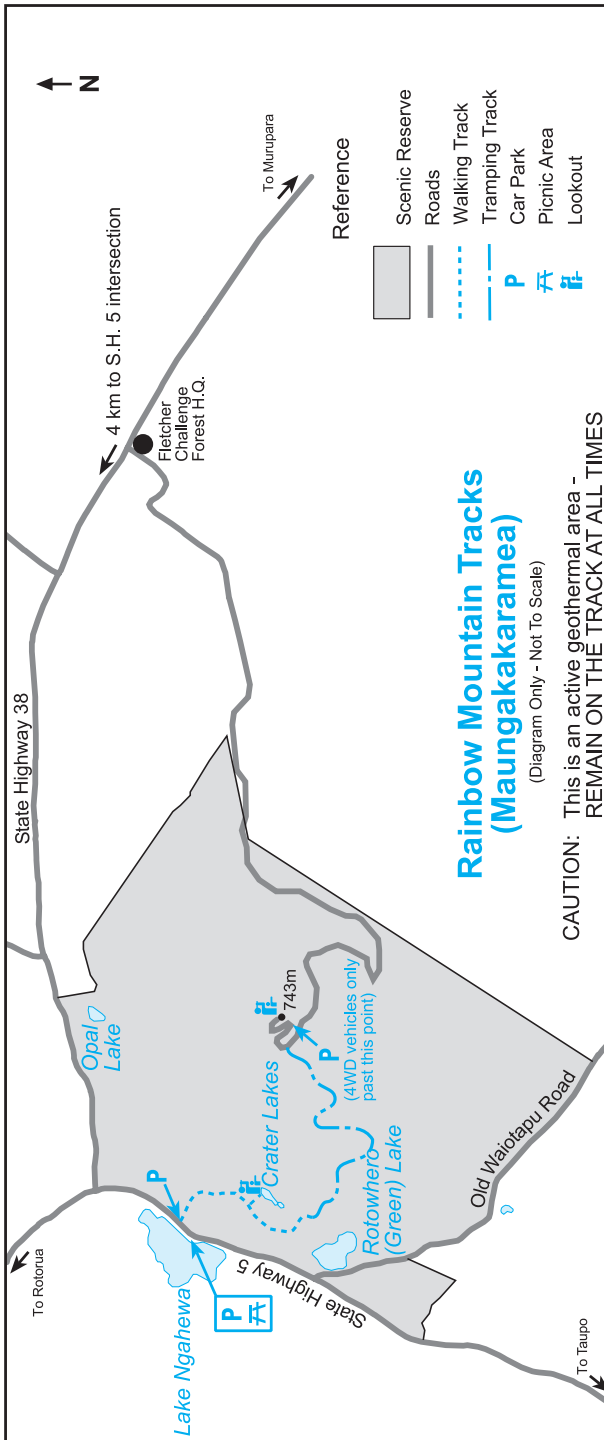 To Rotorua
State Highway 38
4 km to S.H. 5 intersection
N
To Murupara
Fletcher
Challenge
Forest H.Q.
Opal
Lake
P
Lake Ngahewa
P
Crater Lakes
743m
P
(4WD vehicles only
past this point)
State Highway 5
Rotowhero
(Green) Lake
Old Waiotapu Road
To Taupo
Rainbow Mountain Tracks
(Maungakakaramea)
(Diagram Only - Not To Scale)
CAUTION: This is an active geothermal area -
REMAIN ON THE TRACK AT ALL TIMES
Reference
Scenic Reserve
Roads
Walking Track
Tramping Track
P Car Park
Picnic Area
Lookout